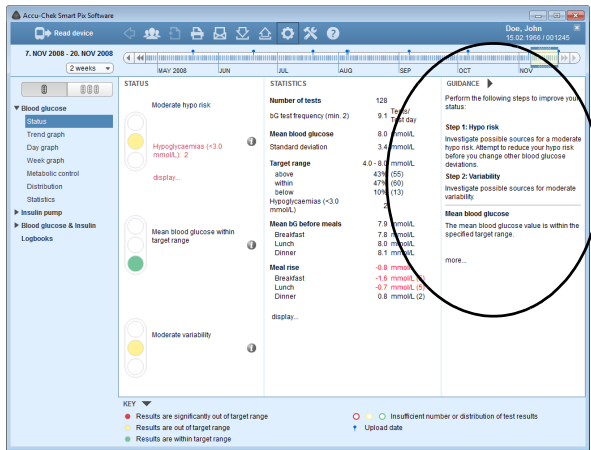 Accu-Chek Smart Pix Software
Read device
Doe, John
15.02.1966 / 001245
7. NOV 2008 - 20. NOV 2008
2 weeks
MAY 2008 JUN JUL AUG SEP OCT NOV
Blood glucose
Status
Trend graph
Day graph
Week graph
Metabolic control
Distribution
Statistics
Insulin pump
Blood glucose & Insulin
Logbooks
STATUS
Moderate hypo risk
Hypoglycaemias (<3.0
mmol/L): 2
display...
Mean blood glucose within
target range
Moderate variability
STATISTICS
Number of tests 128
bG test frequency (min. 2) 9.1 Tests/
Test day
Mean blood glucose 8.0 mmol/L
Standard deviation 3.4 mmol/L
Target range 4.0 - 8.0 mmol/L
above 43% (55)
within 47% (60)
below 10% (13)
Hypoglycaemias (<3.0
mmol/L) 2
Mean bG before meals 7.9 mmol/L
Breakfast 7.8 mmol/L
Lunch 8.0 mmol/L
Dinner 8.1 mmol/L
Meal rise -0.8 mmol/L
Breakfast -1.6 mmol/L (5)
Lunch -0.7 mmol/L (5)
Dinner 0.8 mmol/L (2)
display...
GUIDANCE
Perform the following steps to improve your
status:
Step 1: Hypo risk
Investigate possible sources for a moderate
hypo risk. Attempt to reduce your hypo risk
before you change other blood glucose
deviations.
Step 2: Variability
Investigate possible sources for moderate
variability.
Mean blood glucose
The mean blood glucose value is within the
specified target range.
more...
KEY
Results are significantly out of target range
Results are out of target range
Results are within target range
Insufficient number or distribution of test results
Upload date